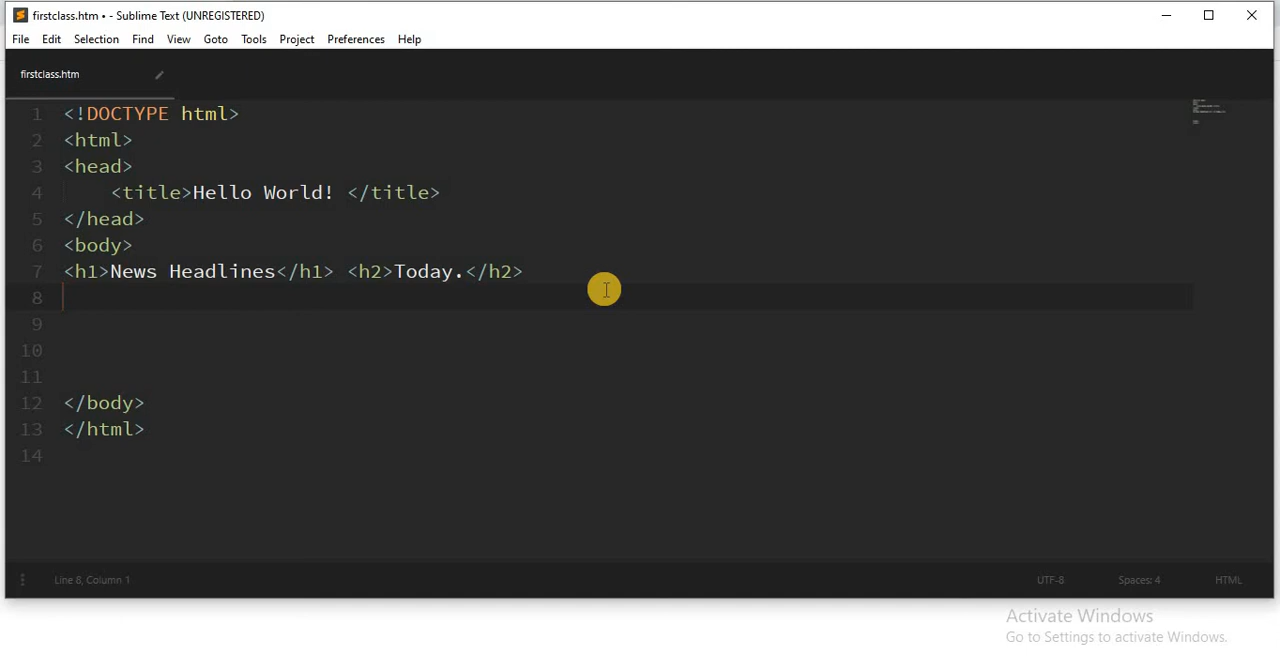 firstclass.htm • - Sublime Text (UNREGISTERED)
File Edit Selection Find View Goto Tools Project Preferences Help
firstclass.htm
1 <!DOCTYPE html>
2 <html>
3 <head>
4     <title>Hello World! </title>
5 </head>
6 <body>
7 <h1>News Headlines</h1> <h2>Today.</h2>
8
9
10
11
12 </body>
13 </html>
14
Line 8, Column 1 UTF-8 Spaces: 4 HTML
Activate Windows
Go to Settings to activate Windows.